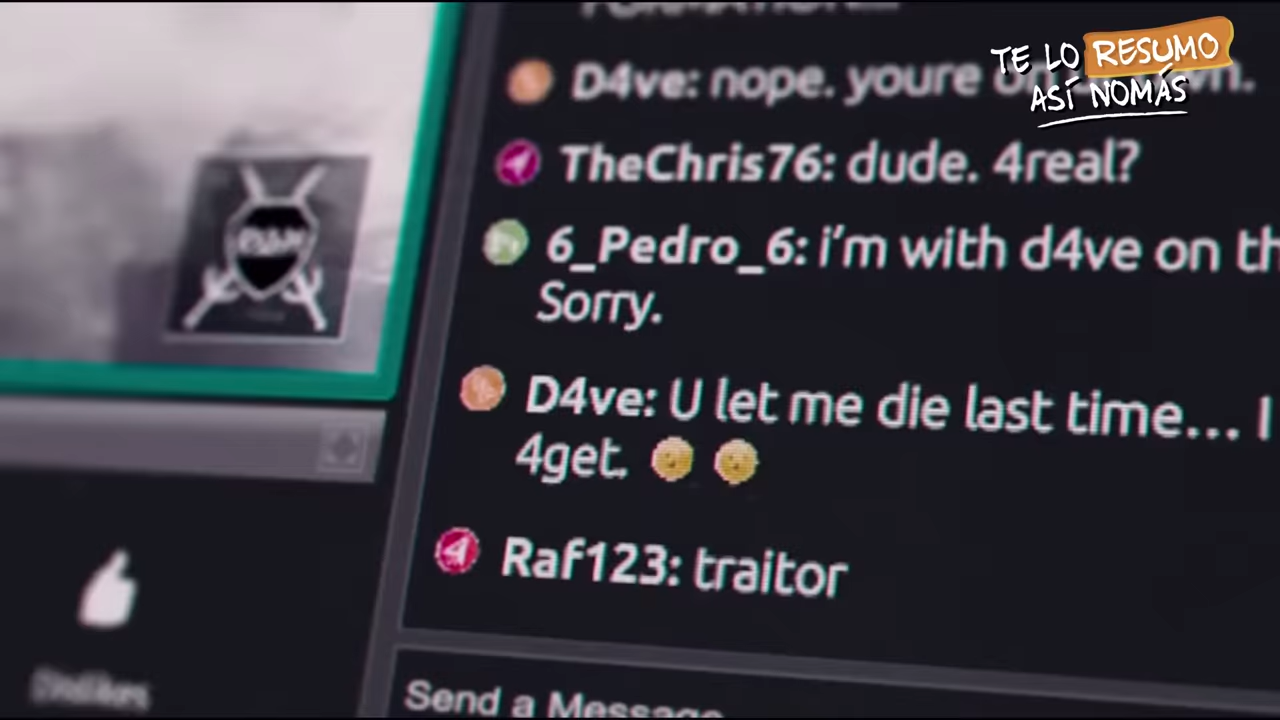 TE LO RESUMO
ASÍ NOMÁS
D4ve: nope. youre
TheChris76: dude. 4real?
6_Pedro_6: i'm with d4ve on
Sorry.
D4ve: U let me die last time... I
4get.
Raf123: traitor
Send a Message
Dislikes